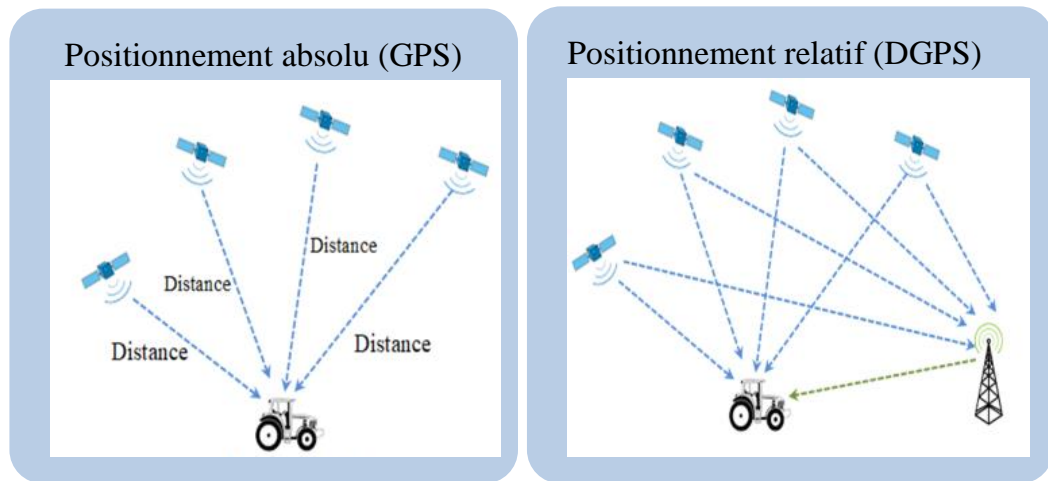 Positionnement absolu (GPS)
Distance
Distance
Distance
Distance
Positionnement relatif (DGPS)